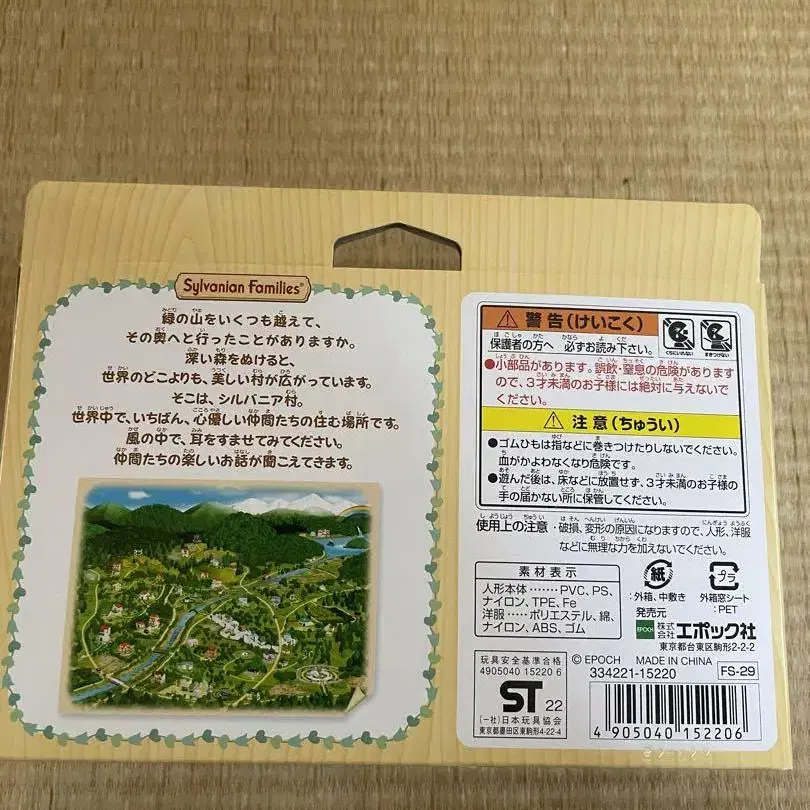 Sylvanian Families®
緑の山をいくつも越えて、
その奥へと行ったことがありますか。
深い森をぬけると、
世界のどこよりも、美しい村が広がっています。
そこは、シルバニア村。
世界中で、いちばん、心優しい仲間たちの住む場所です。
風の中で、耳をすませてみてください。
仲間たちの楽しいお話が聞こえてきます。
警告(けいこく)
保護者の方へ 必ずお読み下さい。
くちにいれない
まきつけない
●小部品があります。誤飲・窒息の危険があります
ので、3才未満のお子様には絶対に与えないで
ください。
注意(ちゅうい)
●ゴムひもは指などに巻きつけたりしないでください。
血がかよわなくなり危険です。
●遊んだ後は、床などに放置せず、3才未満のお子様の
手の届かない所に保管してください。
使用上の注意・破損、変形の原因になりますので、人形、洋服
などに無理な力を加えないでください。
素材表示
人形本体……PVC, PS,
ナイロン, TPE, Fe
洋服……ポリエステル, 綿,
ナイロン, ABS, ゴム
紙
:外箱、中敷き
プラ
外箱窓シート
:PET
発売元
EPOCH 株式会社 エポック社
東京都台東区駒形2-2-2
玩具安全基準合格
4905040 15220 6
ST 22
(一社)日本玩具協会
東京都墨田区東駒形4-22-4
© EPOCH MADE IN CHINA
334221-15220
FS-29
4 905040 152206